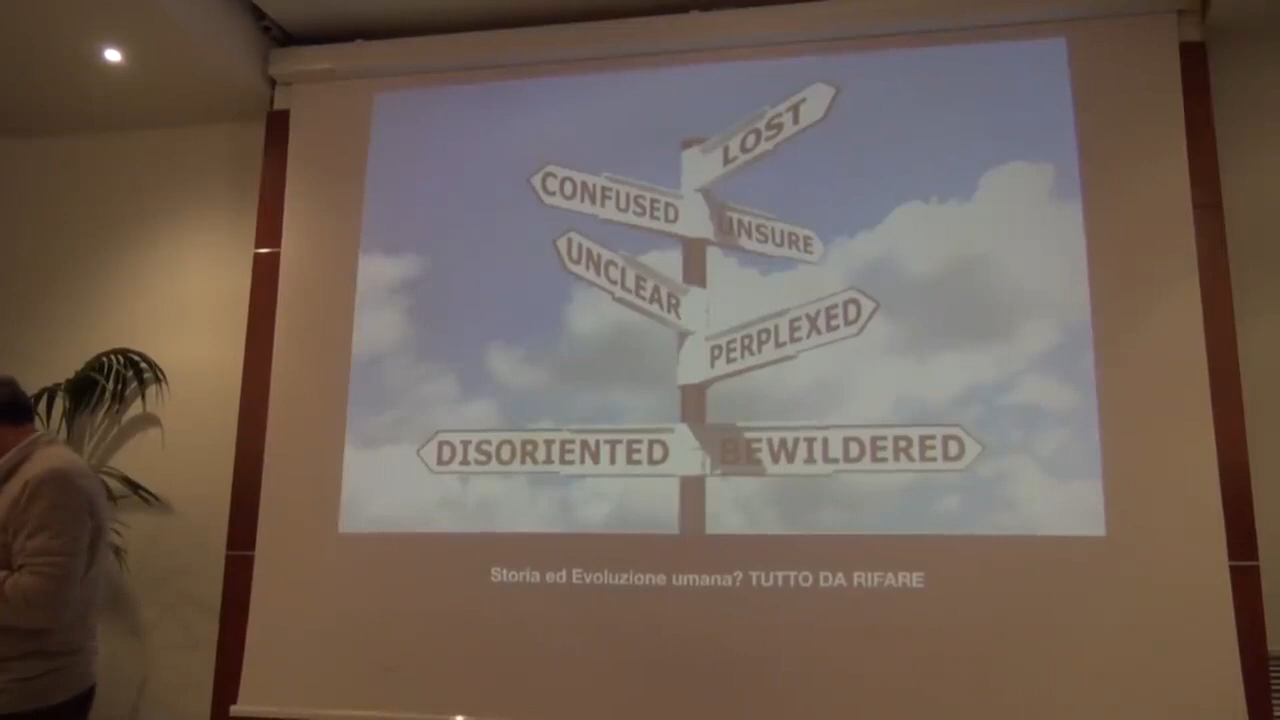 LOST
CONFUSED
UNSURE
UNCLEAR
PERPLEXED
DISORIENTED
BEWILDERED
Storia ed Evoluzione umana? TUTTO DA RIFARE